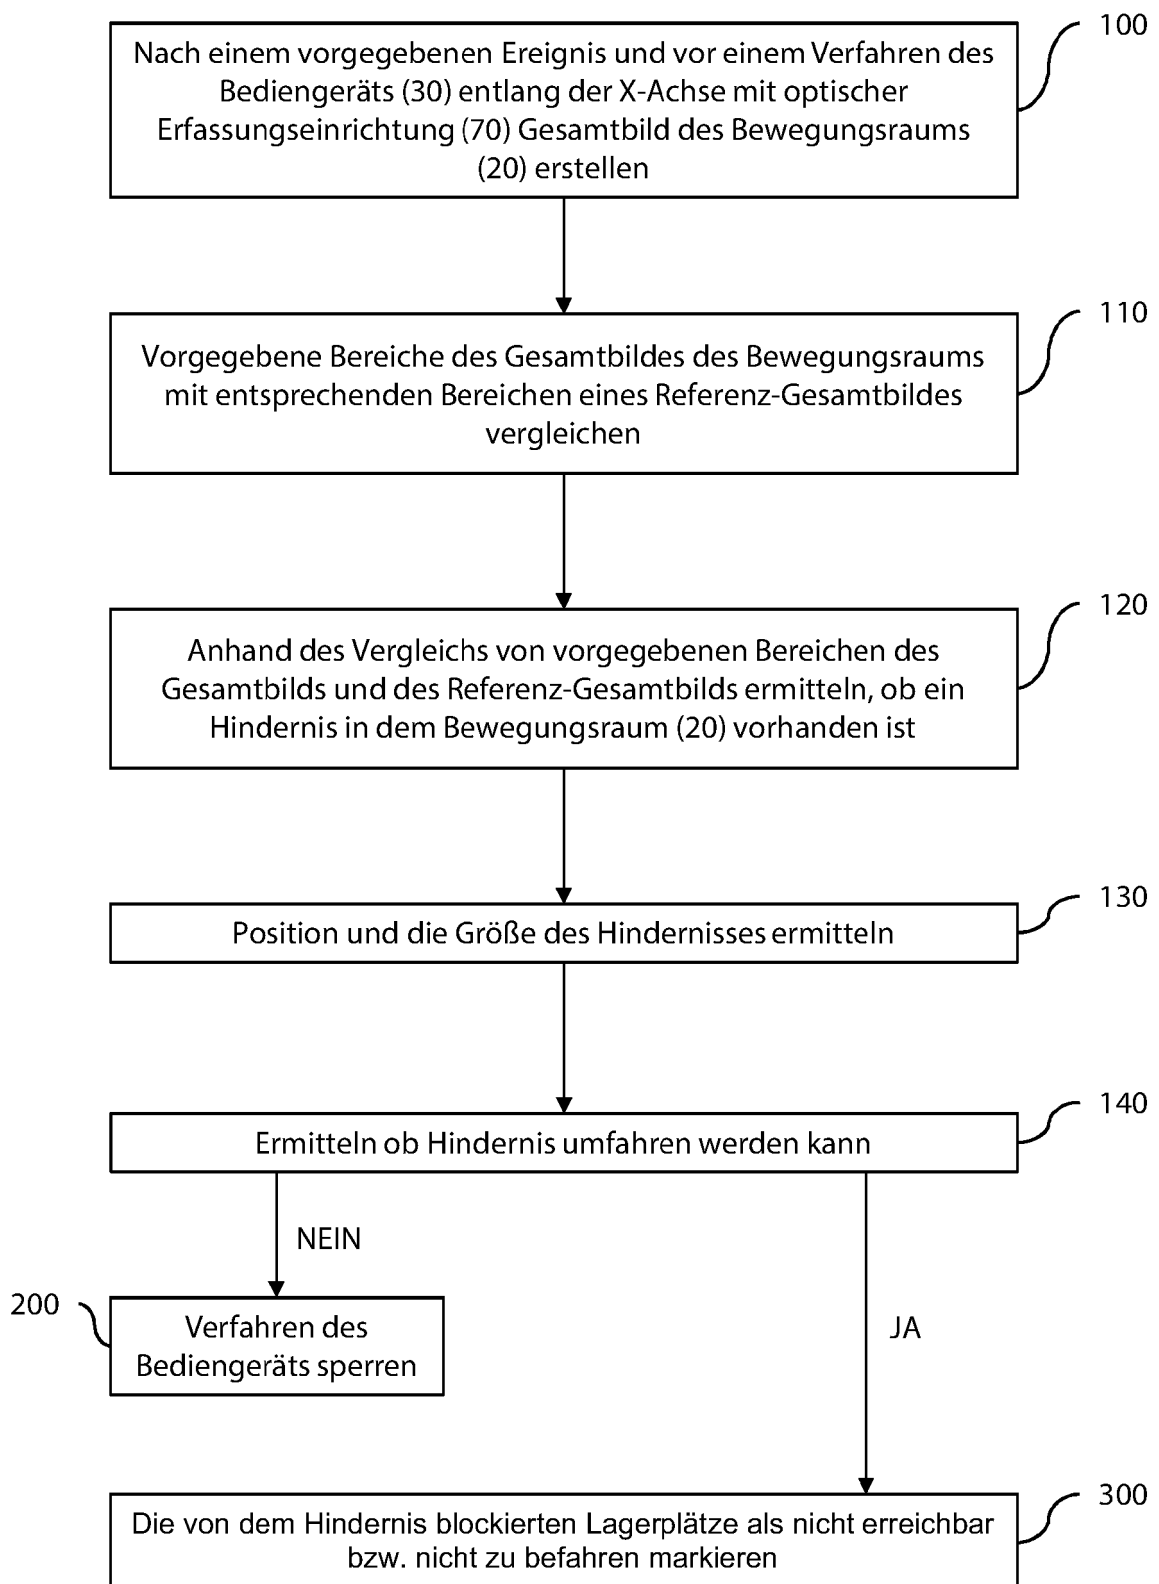 100
Nach einem vorgegebenen Ereignis und vor einem Verfahren des
Bediengeräts (30) entlang der X-Achse mit optischer
Erfassungseinrichtung (70) Gesamtbild des Bewegungsraums
(20) erstellen
110
Vorgegebene Bereiche des Gesamtbildes des Bewegungsraums
mit entsprechenden Bereichen eines Referenz-Gesamtbildes
vergleichen
120
Anhand des Vergleichs von vorgegebenen Bereichen des
Gesamtbilds und des Referenz-Gesamtbilds ermitteln, ob ein
Hindernis in dem Bewegungsraum (20) vorhanden ist
130
Position und die Größe des Hindernisses ermitteln
140
Ermitteln ob Hindernis umfahren werden kann
NEIN
200
Verfahren des
Bediengeräts sperren
JA
300
Die von dem Hindernis blockierten Lagerplätze als nicht erreichbar
bzw. nicht zu befahren markieren